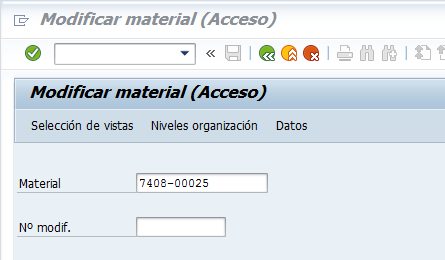 Modificar material (Acceso)
Modificar material (Acceso)
Selección de vistas Niveles organización Datos
Material 7408-00025
Nº modif.